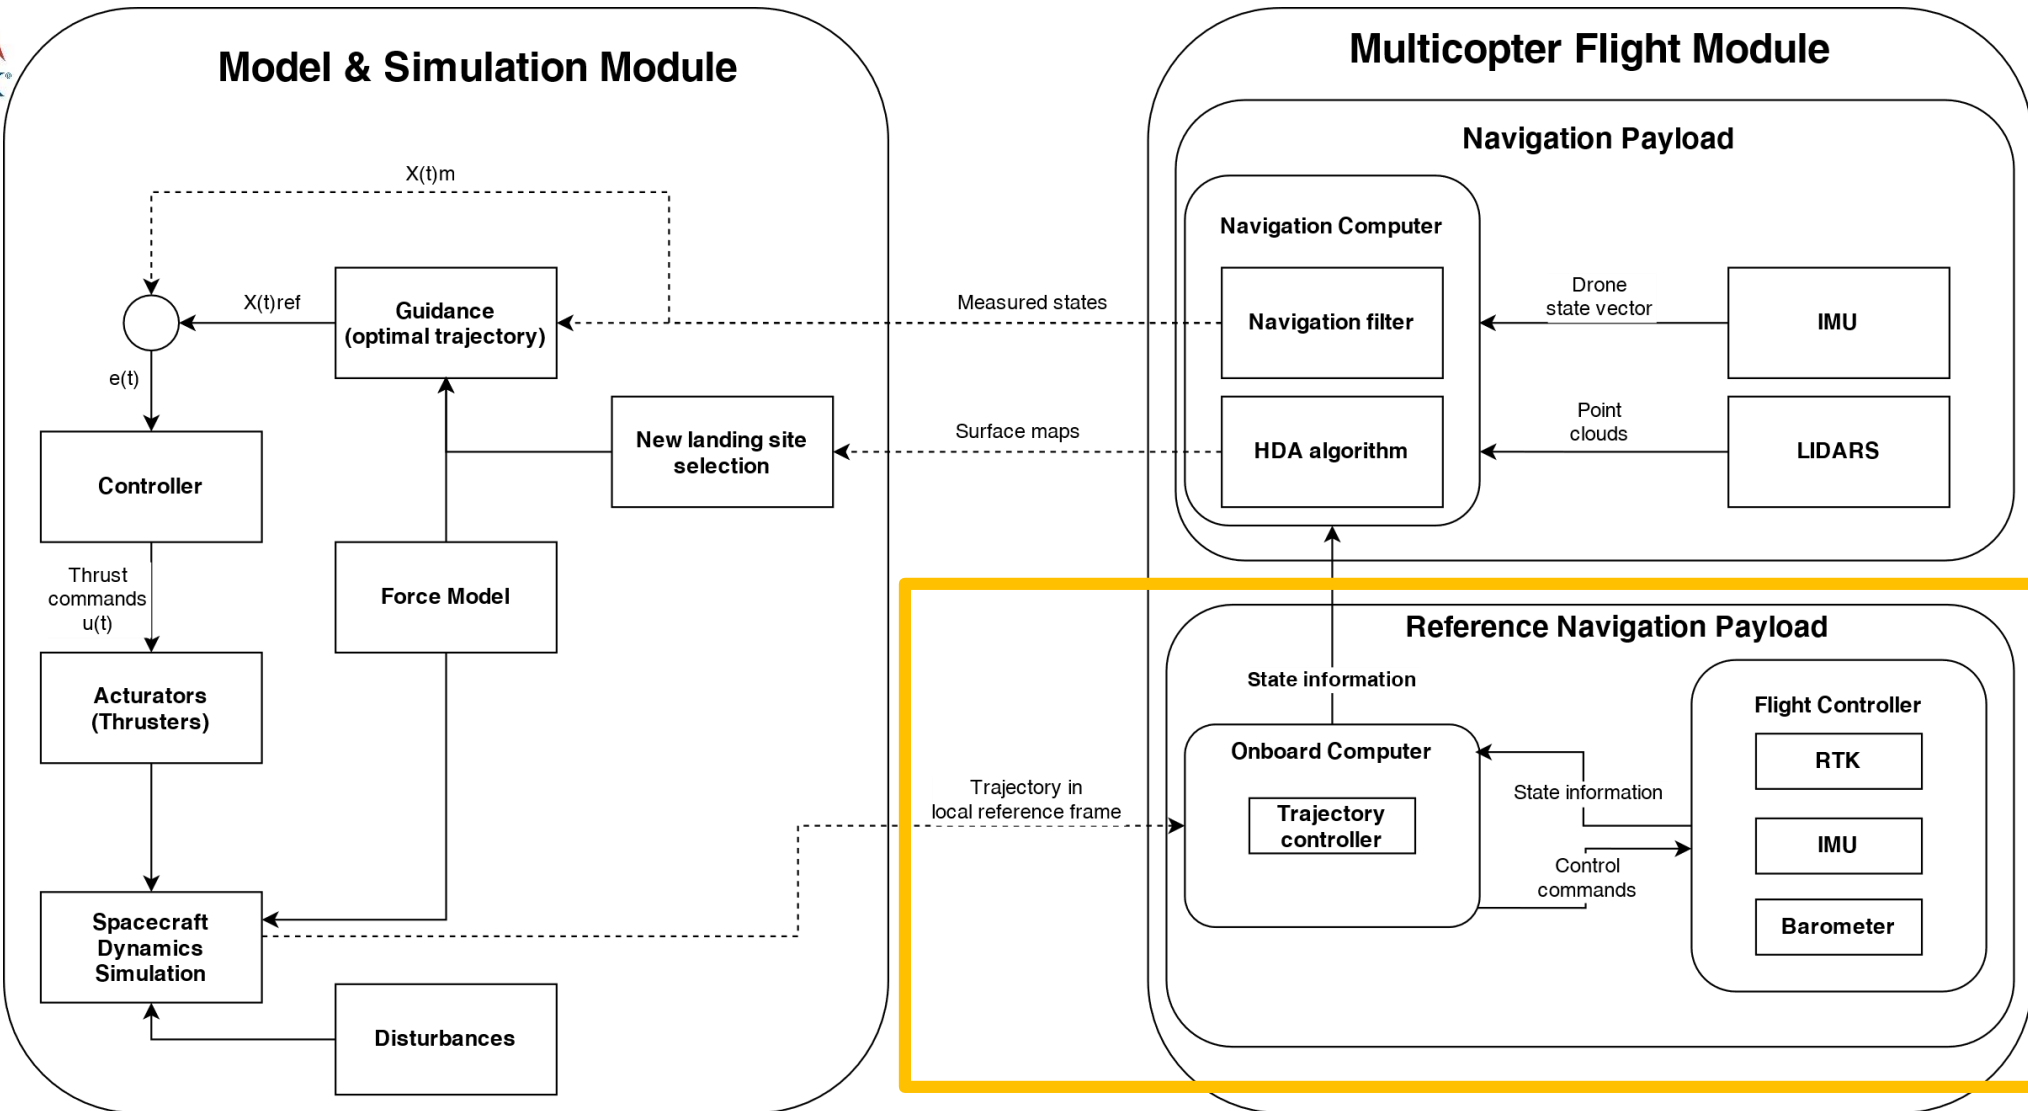 Model & Simulation Module
X(t)m
X(t)ref
Guidance
(optimal trajectory)
e(t)
Controller
New landing site
selection
Thrust
commands
u(t)
Force Model
Acturators
(Thrusters)
Spacecraft
Dynamics
Simulation
Disturbances
Measured states
Surface maps
Trajectory in
local reference frame
Multicopter Flight Module
Navigation Payload
Navigation Computer
Navigation filter
Drone
state vector
IMU
HDA algorithm
Point
clouds
LIDARS
Reference Navigation Payload
State information
Onboard Computer
Trajectory
controller
State information
Control
commands
Flight Controller
RTK
IMU
Barometer